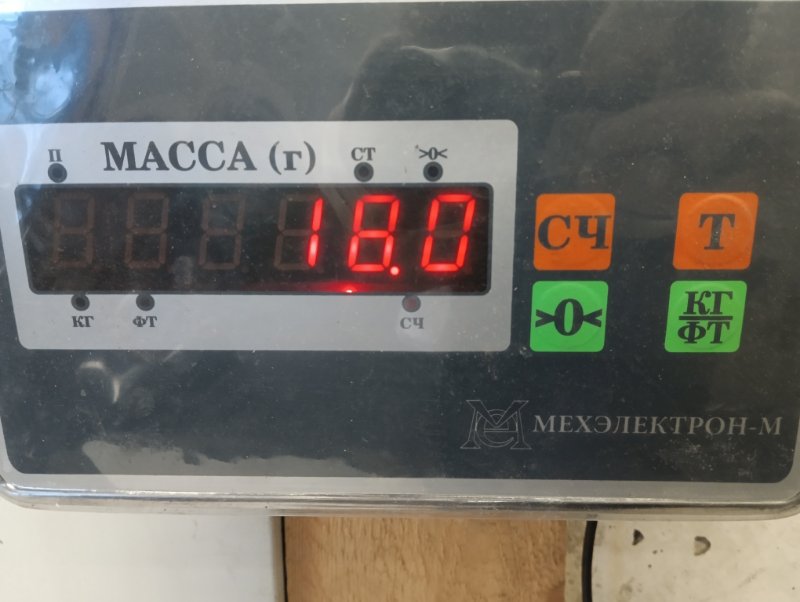 П МАССА (г) СТ >0<
18.0
КГ ФТ СЧ
СЧ Т
>0< КГ
ФТ
МЕХЭЛЕКТРОН-М